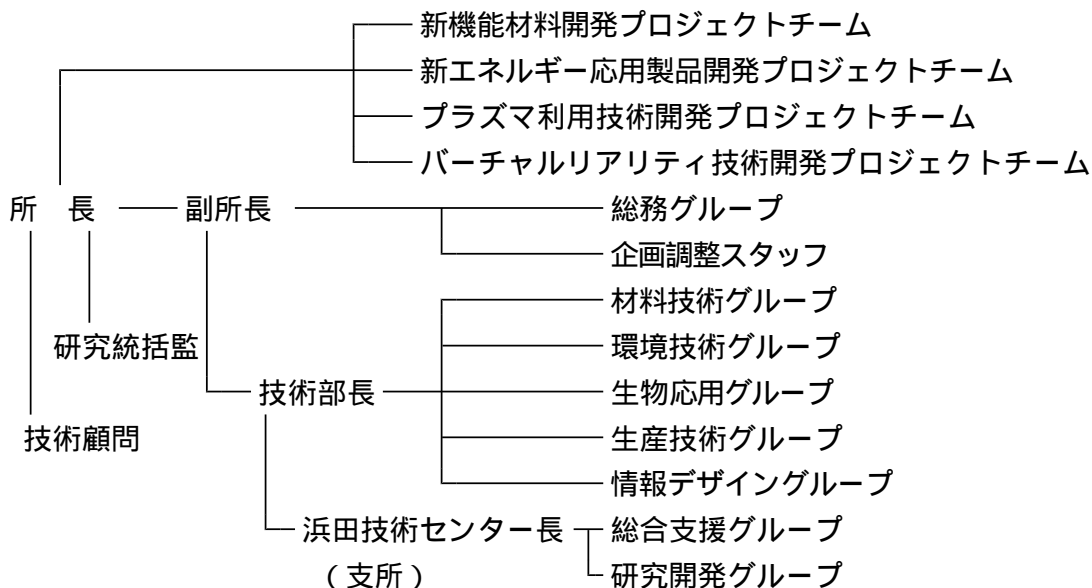 新機能材料開発プロジェクトチーム
新エネルギー応用製品開発プロジェクトチーム
プラズマ利用技術開発プロジェクトチーム
バーチャルリアリティ技術開発プロジェクトチーム
所　長 副所長 総務グループ
企画調整スタッフ
材料技術グループ
研究統括監 環境技術グループ
技術部長 生物応用グループ
技術顧問 生産技術グループ
情報デザイングループ
浜田技術センター長 総合支援グループ
（支所） 研究開発グループ